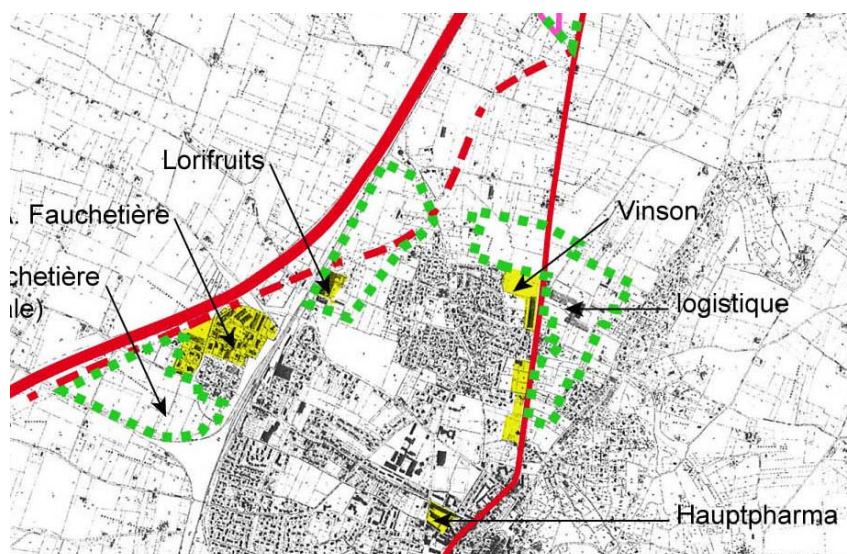 Lorifruits
. Fauchetière
Vinson
chetière
ale)
logistique
Hauptpharma